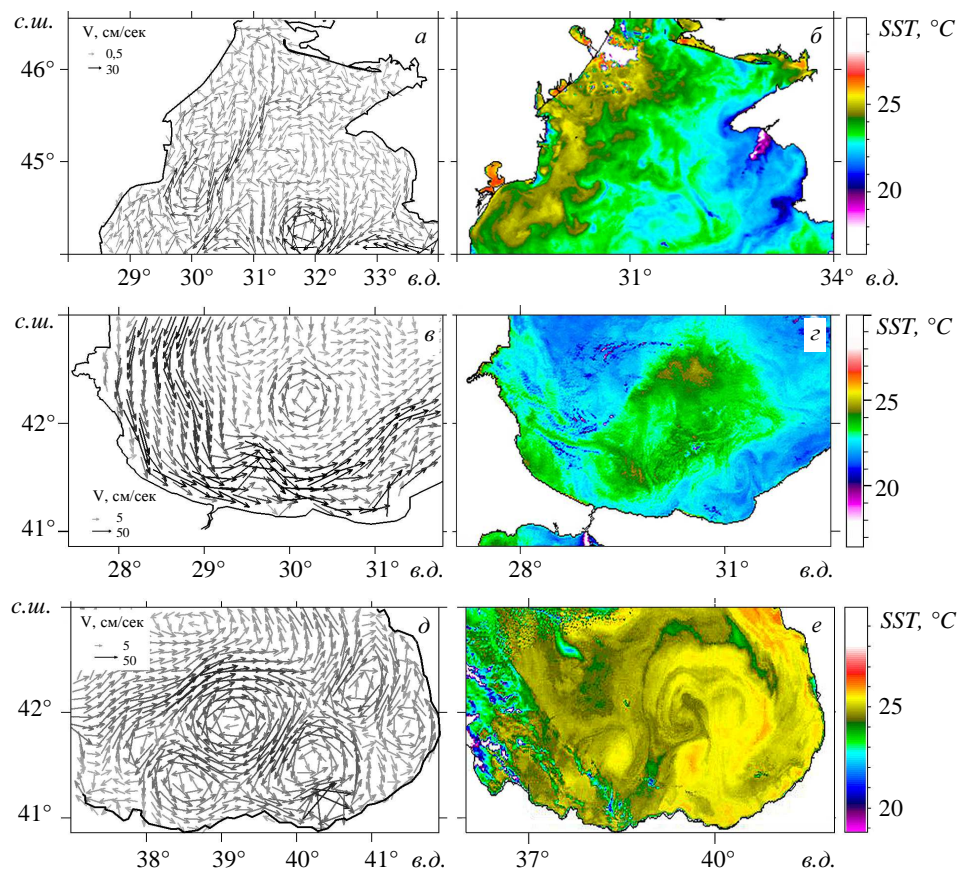 с.ш.
V, см/сек
0,5
30
а
46°
45°
29° 30° 31° 32° 33° в.д.
б
SST, °C
25
20
31° 34° в.д.
с.ш.
в
42°
V, см/сек
5
50
41°
28° 29° 30° 31° в.д.
г
SST, °C
25
20
28° 31° в.д.
с.ш.
V, см/сек
5
50
д
42°
41°
38° 39° 40° 41° в.д.
е
SST, °C
25
20
37° 40° в.д.